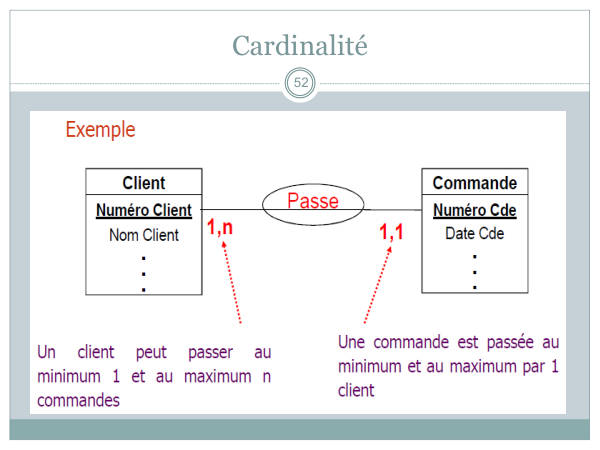 Cardinalité
52
Exemple
Client
Numéro Client
Nom Client
.
.
.
1,n
Passe
1,1
Commande
Numéro Cde
Date Cde
.
.
.
Un client peut passer au
minimum 1 et au maximum n
commandes
Une commande est passée au
minimum et au maximum par 1
client